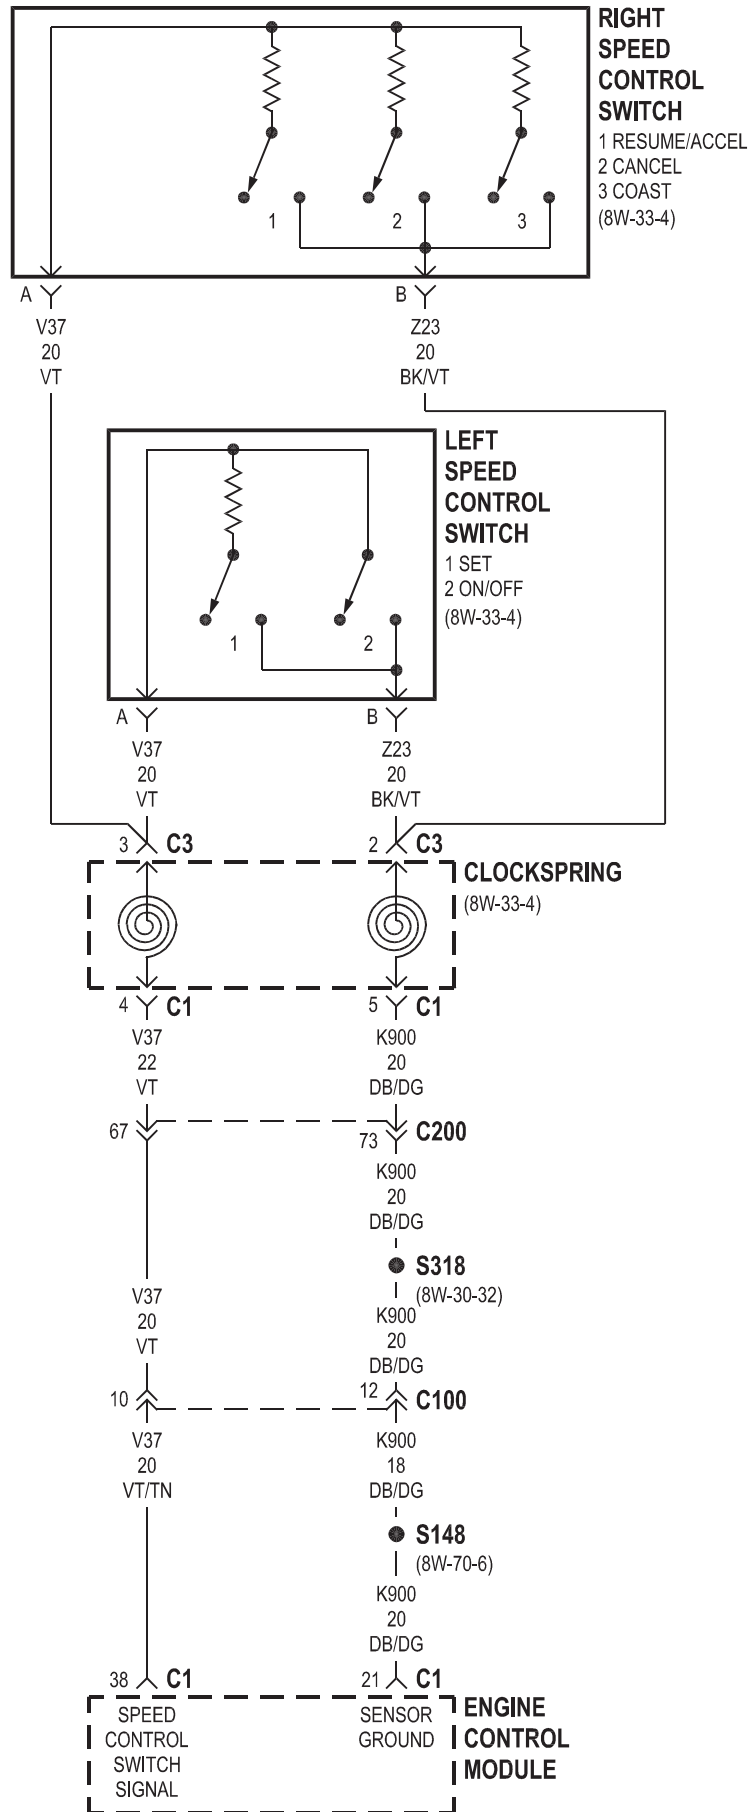 RIGHT
SPEED
CONTROL
SWITCH
1 RESUME/ACCEL
2 CANCEL
3 COAST
(8W-33-4)
1
2
3
A
B
V37
20
VT
Z23
20
BK/VT
LEFT
SPEED
CONTROL
SWITCH
1 SET
2 ON/OFF
(8W-33-4)
1
2
A
B
V37
20
VT
Z23
20
BK/VT
3 C3
2 C3
CLOCKSPRING
(8W-33-4)
4 C1
5 C1
V37
22
VT
K900
20
DB/DG
67
73 C200
K900
20
DB/DG
S318
(8W-30-32)
V37
20
VT
K900
20
DB/DG
10
12 C100
V37
20
VT/TN
K900
18
DB/DG
S148
(8W-70-6)
K900
20
DB/DG
38 C1
21 C1
SPEED
CONTROL
SWITCH
SIGNAL
SENSOR
GROUND
ENGINE
CONTROL
MODULE